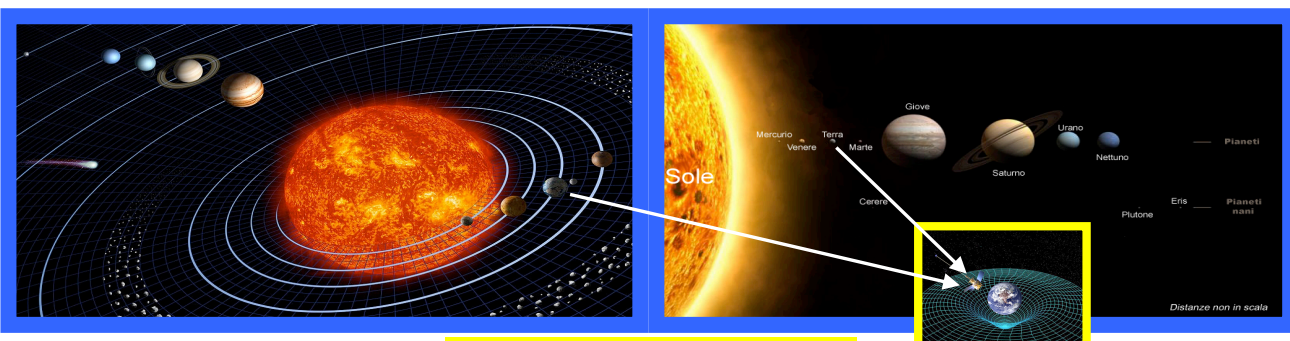 Giove
Mercurio
Terra
Urano
Venere
Marte
Pianeti
Nettuno
Saturno
Sole
Cerere
Eris
Pianeti
nani
Plutone
Distanze non in scala